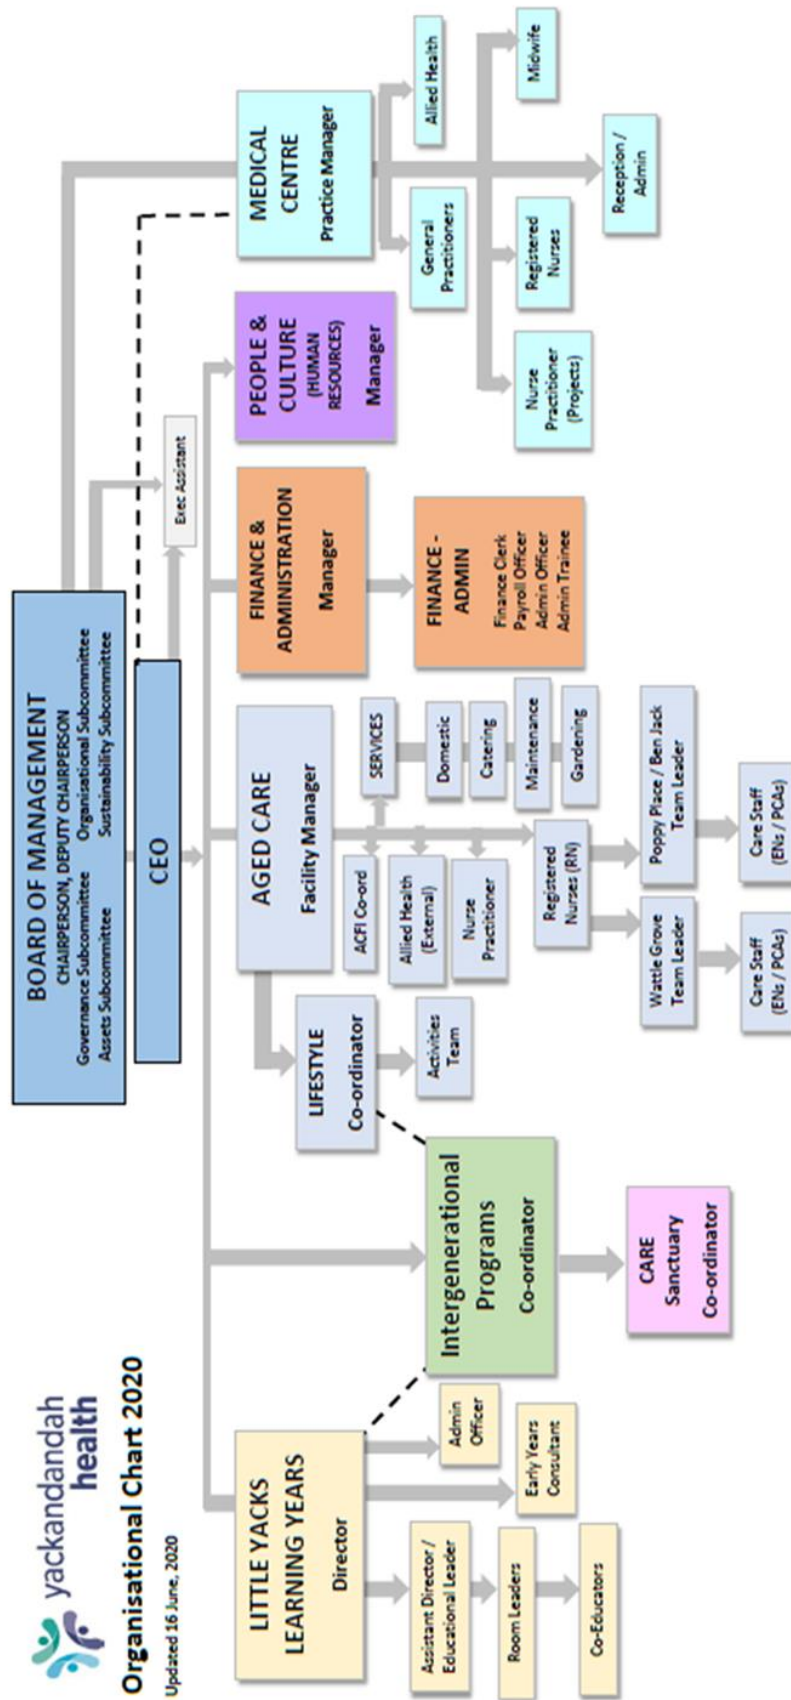 yackandandah
health
Organisational Chart 2020
Updated 16 June, 2020
BOARD OF MANAGEMENT
CHAIRPERSON, DEPUTY CHAIRPERSON
Governance Subcommittee Organisational Subcommittee
Assets Subcommittee Sustainability Subcommittee
CEO
Exec Assistant
LITTLE YACKS
LEARNING YEARS
Director
Assistant Director /
Educational Leader
Room Leaders
Co-Educators
Early Years
Consultant
Admin
Officer
Intergenerational
Programs
Co-ordinator
CARE
Sanctuary
Co-ordinator
AGED CARE
Facility Manager
LIFESTYLE
Co-ordinator
Activities
Team
ACFI Co-ord
Allied Health
(External)
Nurse
Practitioner
SERVICES
Domestic
Catering
Maintenance
Gardening
Registered
Nurses (RN)
Wattle Grove
Team Leader
Care Staff
(ENs / PCAs)
Poppy Place / Ben Jack
Team Leader
Care Staff
(ENs / PCAs)
FINANCE &
ADMINISTRATION
Manager
FINANCE -
ADMIN
Finance Clerk
Payroll Officer
Admin Officer
Admin Trainee
PEOPLE &
CULTURE
(HUMAN
RESOURCES)
Manager
MEDICAL
CENTRE
Practice Manager
General
Practitioners
Allied Health
Nurse
Practitioner
(Projects)
Registered
Nurses
Midwife
Reception /
Admin